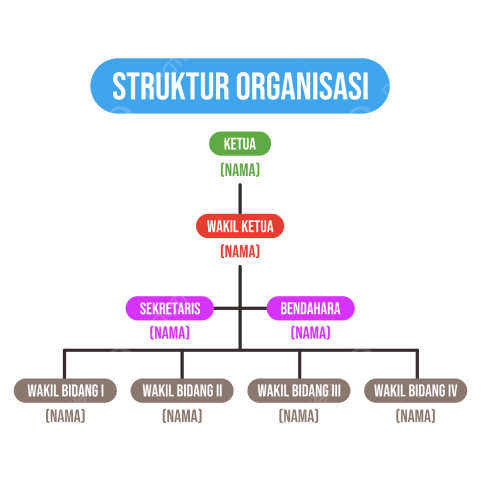 STRUKTUR ORGANISASI
KETUA
(NAMA)
WAKIL KETUA
(NAMA)
SEKRETARIS BENDAHARA
(NAMA) (NAMA)
WAKIL BIDANG I WAKIL BIDANG II WAKIL BIDANG III WAKIL BIDANG IV
(NAMA) (NAMA) (NAMA) (NAMA)